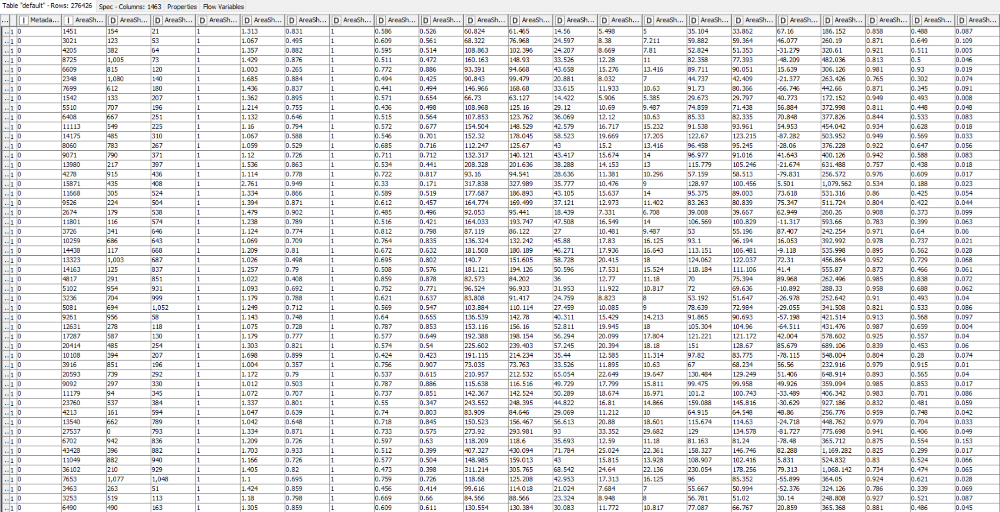 Table "default" - Rows: 276426 Spec - Columns: 1463 Properties Flow Variables
... I Metada... I AreaSh... D AreaSh... D AreaSh... D AreaSh... D AreaSh... D AreaSh... D AreaSh... D AreaSh... D AreaSh... D AreaSh... D AreaSh... D AreaSh... D AreaSh... D AreaSh... D AreaSh... D AreaSh... D AreaSh... D AreaSh... D AreaSh... D AreaSh... D AreaSh...
..1 0 1451 154 21 1 1.313 0.831 1 0.586 0.526 60.824 61.465 14.56 5.498 5 35.104 33.862 67.16 186.152 0.858 0.488 0.087
..1 0 3021 123 53 1 1.067 0.495 1 0.609 0.561 68.322 76.968 24.597 8.38 7.211 59.882 59.364 46.077 260.19 0.871 0.649 0.109
..1 0 4205 382 64 1 1.357 0.882 1 0.595 0.514 108.863 102.396 24.207 8.669 7.81 52.824 51.353 -31.279 320.61 0.921 0.511 0.005
..1 0 8725 1,005 73 1 1.429 0.876 1 0.511 0.472 160.163 148.93 33.526 12.28 11 82.358 77.393 -48.209 482.036 0.813 0.5 0.046
..1 0 6609 815 120 1 1.003 0.265 1 0.772 0.886 93.391 94.668 43.658 15.276 13.416 89.711 90.051 15.639 306.126 0.981 0.93 0.019
..1 0 2348 1,080 140 1 1.685 0.884 1 0.494 0.425 90.843 99.479 20.881 8.032 7 44.737 42.409 -21.377 263.426 0.765 0.302 0.074
..1 0 7699 612 180 1 1.436 0.837 1 0.441 0.494 146.966 168.68 33.615 11.933 10.63 91.73 80.366 -66.746 442.66 0.871 0.345 0.091
..1 0 1542 133 207 1 1.362 0.895 1 0.571 0.654 66.73 63.127 14.422 5.906 5.385 29.673 29.797 40.773 172.152 0.949 0.493 0.008
..1 0 5510 707 196 1 1.214 0.755 1 0.436 0.498 108.968 125.16 29.12 10.69 9.487 74.859 71.438 56.884 372.998 0.811 0.448 0.048
..1 0 6408 667 251 1 1.132 0.646 1 0.515 0.564 107.853 123.762 36.069 12.12 10.63 85.33 82.335 70.848 377.826 0.844 0.533 0.083
..1 0 11113 549 225 1 1.16 0.794 1 0.572 0.677 154.504 148.529 42.579 16.717 15.232 91.538 93.961 54.953 454.042 0.934 0.628 0.018
..1 0 14175 485 310 1 1.067 0.588 1 0.546 0.701 152.32 178.045 58.523 19.669 17.205 122.67 123.215 -87.282 503.952 0.949 0.569 0.033
..1 0 8060 783 267 1 1.059 0.529 1 0.685 0.716 112.247 125.67 43 15.2 13.416 96.458 95.245 -28.06 376.228 0.922 0.647 0.056
..1 0 9071 790 371 1 1.12 0.726 1 0.711 0.712 132.317 140.121 43.417 15.674 14 96.977 91.016 41.643 400.126 0.942 0.588 0.083
..1 0 13980 217 397 1 1.536 0.863 1 0.534 0.441 208.328 201.636 38.288 14.153 13 115.779 105.246 -21.674 631.488 0.757 0.438 0.018
..1 0 4278 915 436 1 1.114 0.778 1 0.722 0.817 93.16 94.541 28.636 11.381 10.296 57.159 58.513 -79.831 256.572 0.976 0.609 0.017
..1 0 15871 435 408 1 2.761 0.949 1 0.33 0.171 317.838 327.989 35.777 10.476 9 128.97 100.456 5.501 1,079.562 0.534 0.188 0.023
..1 0 11668 305 524 1 1.334 0.866 1 0.589 0.519 177.687 186.893 43.105 15.637 14 95.375 89.003 73.618 531.316 0.86 0.425 0.054
..1 0 9526 224 504 1 1.394 0.871 1 0.612 0.457 164.774 169.499 37.121 12.973 11.402 83.263 80.839 75.347 511.724 0.804 0.422 0.044
..1 0 2674 179 538 1 1.479 0.902 1 0.485 0.496 92.053 95.441 18.439 7.331 6.708 39.008 39.667 62.949 260.26 0.908 0.373 0.099
..1 0 11801 116 574 1 1.238 0.789 1 0.516 0.421 164.033 193.747 47.508 16.549 14 106.569 100.829 -11.317 593.66 0.783 0.399 0.063
..1 0 3726 341 646 1 1.124 0.774 1 0.812 0.798 87.119 86.122 27 10.481 9.487 53 55.196 87.407 242.254 0.971 0.64 0.06
..1 0 10259 686 643 1 1.069 0.709 1 0.764 0.835 136.324 132.242 45.88 17.83 16.125 93.1 96.194 16.053 392.992 0.978 0.737 0.021
..1 0 14438 117 668 1 1.209 0.81 1 0.672 0.632 181.508 180.189 46.271 17.936 16.643 113.151 106.481 -9.118 535.998 0.895 0.562 0.028
..1 0 13323 1,003 687 1 1.026 0.498 1 0.695 0.802 140.7 151.605 58.728 20.415 18 124.062 122.037 72.31 456.864 0.952 0.729 0.068
..1 0 14163 125 837 1 1.257 0.79 1 0.508 0.576 181.121 194.126 50.596 17.531 15.524 118.184 111.106 41.4 555.87 0.873 0.466 0.061
..1 0 4817 291 851 1 1.022 0.408 1 0.859 0.878 82.573 84.202 36 12.77 11.18 70 75.394 89.968 262.496 0.985 0.838 0.072
..1 0 5102 954 931 1 1.093 0.692 1 0.752 0.771 96.524 96.933 31.953 11.922 10.817 72 69.636 -10.892 288.33 0.958 0.688 0.062
..1 0 3236 704 999 1 1.179 0.788 1 0.621 0.637 83.808 91.417 24.759 8.823 8 53.192 51.647 -26.978 252.642 0.91 0.493 0.04
..1 0 5081 694 1,052 1 1.249 0.712 1 0.569 0.547 103.884 110.114 27.459 10.085 9 78.639 72.984 -29.055 341.508 0.821 0.533 0.086
..1 0 9261 956 58 1 1.143 0.748 1 0.64 0.655 136.539 142.78 40.311 15.429 14.213 91.865 90.693 -57.198 421.514 0.913 0.568 0.097
..1 0 12631 278 118 1 1.075 0.728 1 0.787 0.853 153.116 156.16 52.811 19.945 18 105.304 104.96 -64.511 431.476 0.987 0.659 0.004
..1 0 17287 587 130 1 1.179 0.777 1 0.577 0.649 192.388 198.154 56.294 20.099 17.804 121.221 121.172 42.004 578.602 0.925 0.557 0.04
..1 0 20414 485 254 1 1.303 0.821 1 0.574 0.54 225.602 239.403 57.245 20.394 18.18 151 128.67 85.679 689.106 0.839 0.453 0.06
..1 0 10108 394 207 1 1.698 0.899 1 0.424 0.423 191.115 214.234 35.44 12.585 11.314 97.82 83.775 -78.115 548.004 0.804 0.28 0.074
..1 0 3916 851 196 1 1.004 0.357 1 0.756 0.907 73.035 73.763 33.526 11.895 10.63 67 68.234 56.56 232.916 0.979 0.915 0.01
..1 0 20593 739 292 1 1.172 0.79 1 0.537 0.615 210.957 212.532 65.054 22.649 19.647 130.484 129.249 51.406 648.914 0.893 0.565 0.04
..1 0 9092 297 330 1 1.012 0.503 1 0.787 0.886 115.638 116.516 49.729 17.799 15.811 99.475 99.958 49.926 359.094 0.985 0.853 0.017
..1 0 11179 94 345 1 1.072 0.707 1 0.737 0.851 142.367 142.524 50.289 18.674 16.971 101.2 100.743 -33.489 406.342 0.983 0.701 0.086
..1 0 23760 537 384 1 1.337 0.801 1 0.55 0.347 243.552 248.395 44.822 16.81 14.866 159.088 145.816 -30.629 927.186 0.832 0.481 0.059
..1 0 4213 161 594 1 1.047 0.639 1 0.74 0.803 83.909 84.646 29.069 11.212 10 64.915 64.548 48.86 256.776 0.959 0.748 0.042
..1 0 13540 662 789 1 1.042 0.648 1 0.718 0.845 150.523 156.467 56.613 20.88 18.601 115.674 114.63 -24.718 448.762 0.979 0.704 0.033
..1 0 27537 0 793 1 1.334 0.871 1 0.733 0.575 273.92 293.981 93 33.352 29.682 129 134.578 -81.727 775.698 0.941 0.406 0.049
..1 0 6702 942 836 1 1.209 0.726 1 0.597 0.63 118.209 118.6 35.693 12.59 11.18 81.163 81.24 -78.48 365.712 0.875 0.554 0.153
..1 0 43428 396 882 1 1.703 0.933 1 0.512 0.399 407.327 430.094 71.784 25.024 22.361 158.327 146.746 82.288 1,169.282 0.825 0.299 0.017
..1 0 11049 882 940 1 1.166 0.726 1 0.577 0.504 148.985 159.013 43 15.815 13.928 108.907 102.416 5.831 524.832 0.83 0.524 0.066
..1 0 36102 210 929 1 1.405 0.82 1 0.473 0.398 311.214 305.765 68.542 24.64 22.136 230.054 178.256 79.313 1,068.142 0.734 0.474 0.065
..1 0 7653 1,077 1,048 1 1.1 0.695 1 0.759 0.726 118.68 125.208 42.953 17.313 16.125 96 85.352 -55.899 364.05 0.924 0.621 0.028
..1 0 3463 263 51 1 1.424 0.859 1 0.456 0.414 99.616 114.018 21.024 7.684 7 55.667 50.994 -52.376 324.126 0.786 0.339 0.069
..1 0 3253 519 113 1 1.18 0.798 1 0.669 0.66 84.566 88.566 23.324 8.948 8 56.781 51.02 30.14 248.808 0.927 0.521 0.087
..1 0 6490 490 163 1 1.305 0.859 1 0.609 0.611 130.554 130.384 30.083 11.772 10.817 77.087 66.767 20.859 365.368 0.881 0.486 0.045